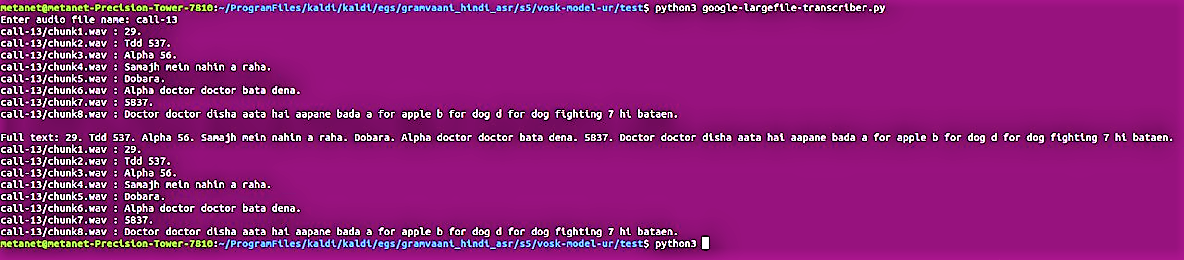 metanet@metanet-Precision-Tower-7810:~/ProgramFiles/kaldi/kaldi/egs/gramvaani_hindi_asr/s5/vosk-model-ur/test$ python3 google-largefile-transcriber.py
Enter audio file name: call-13
call-13/chunk1.wav : 29.
call-13/chunk2.wav : Tdd 537.
call-13/chunk3.wav : Alpha 56.
call-13/chunk4.wav : Samajh mein nahin a raha.
call-13/chunk5.wav : Dobara.
call-13/chunk6.wav : Alpha doctor doctor bata dena.
call-13/chunk7.wav : 5837.
call-13/chunk8.wav : Doctor doctor disha aata hai aapane bada a for apple b for dog d for dog fighting 7 hi bataen.
Full text: 29. Tdd 537. Alpha 56. Samajh mein nahin a raha. Dobara. Alpha doctor doctor bata dena. 5837. Doctor doctor disha aata hai aapane bada a for apple b for dog d for dog fighting 7 hi bataen.
call-13/chunk1.wav : 29.
call-13/chunk2.wav : Tdd 537.
call-13/chunk3.wav : Alpha 56.
call-13/chunk4.wav : Samajh mein nahin a raha.
call-13/chunk5.wav : Dobara.
call-13/chunk6.wav : Alpha doctor doctor bata dena.
call-13/chunk7.wav : 5837.
call-13/chunk8.wav : Doctor doctor disha aata hai aapane bada a for apple b for dog d for dog fighting 7 hi bataen.
metanet@metanet-Precision-Tower-7810:~/ProgramFiles/kaldi/kaldi/egs/gramvaani_hindi_asr/s5/vosk-model-ur/test$ python3